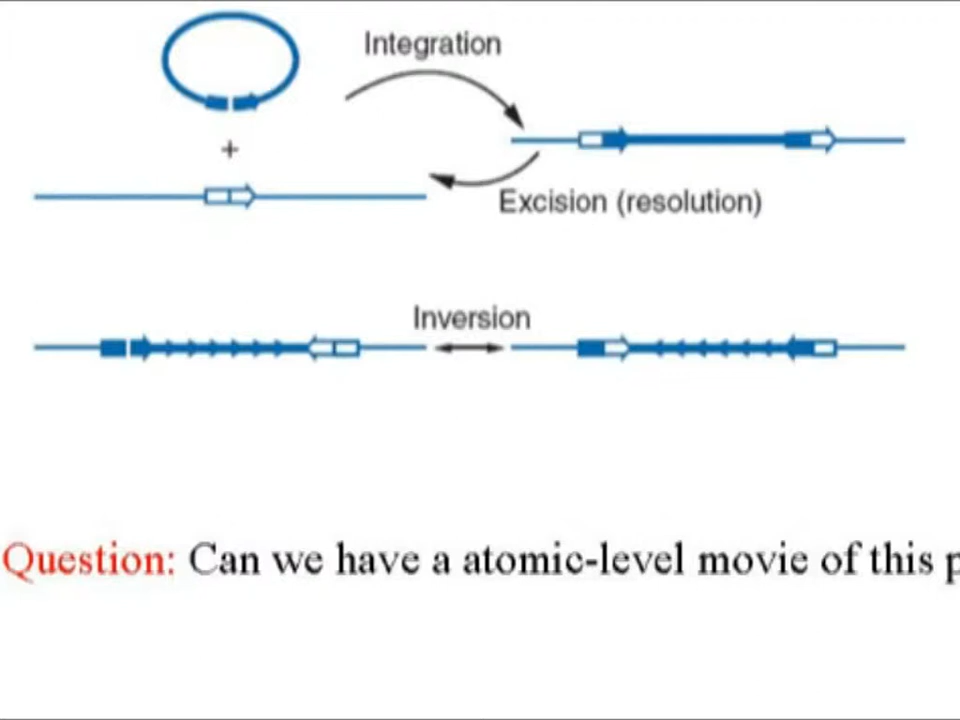 Integration
+
Excision (resolution)
Inversion
Question: Can we have a atomic-level movie of this